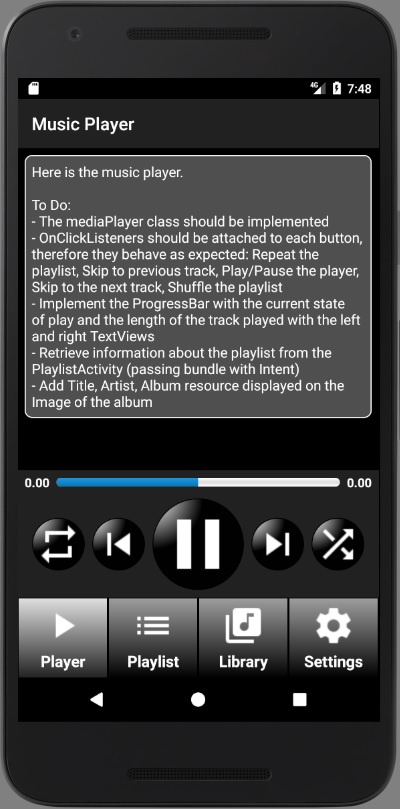 4G 7:48
Music Player
Here is the music player.
To Do:
- The mediaPlayer class should be implemented
- OnClickListeners should be attached to each button,
therefore they behave as expected: Repeat the
playlist, Skip to previous track, Play/Pause the player,
Skip to the next track, Shuffle the playlist
- Implement the ProgressBar with the current state
of play and the length of the track played with the left
and right TextViews
- Retrieve information about the playlist from the
PlaylistActivity (passing bundle with Intent)
- Add Title, Artist, Album resource displayed on the
Image of the album
0.00 0.00
Player Playlist Library Settings